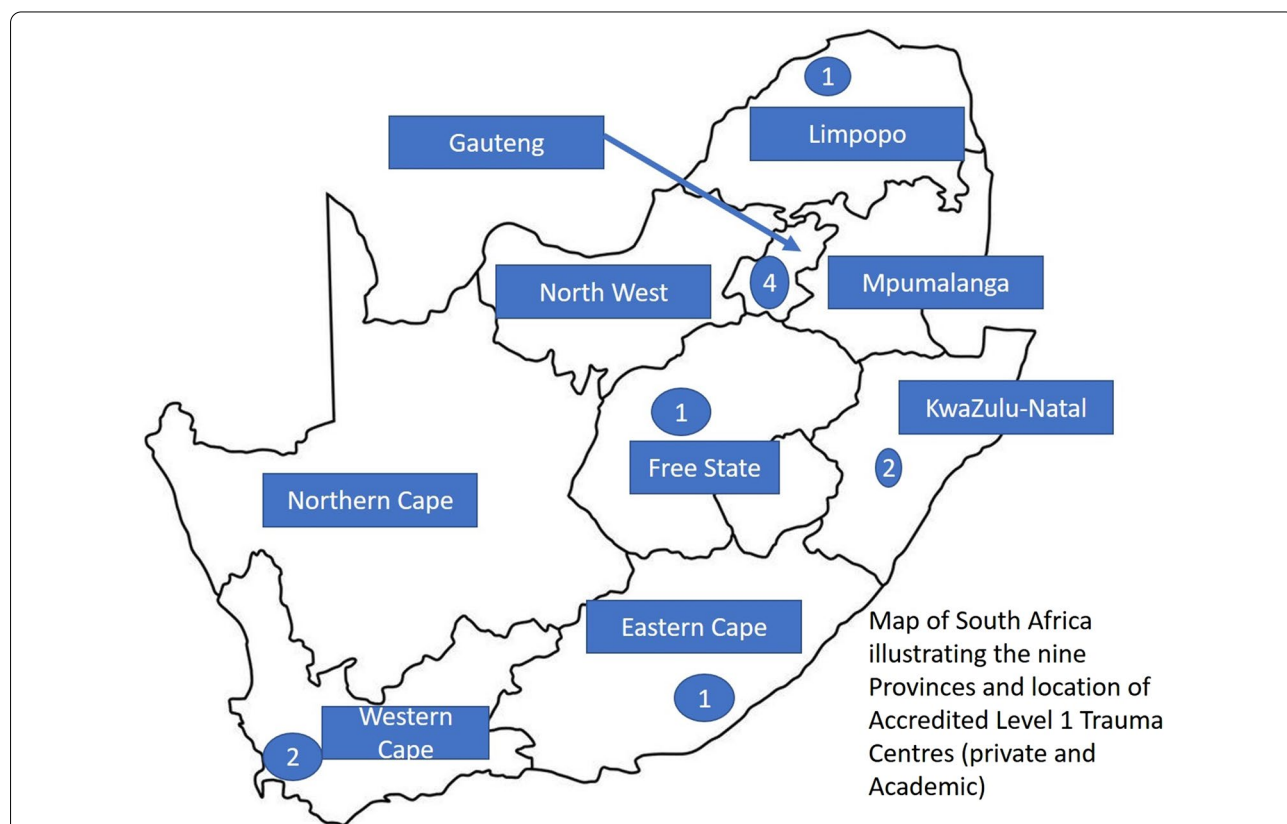 1
Limpopo
Gauteng
North West
4
Mpumalanga
1
Free State
KwaZulu-Natal
2
Northern Cape
Eastern Cape
1
Western
Cape
2
Map of South Africa
illustrating the nine
Provinces and location of
Accredited Level 1 Trauma
Centres (private and
Academic)